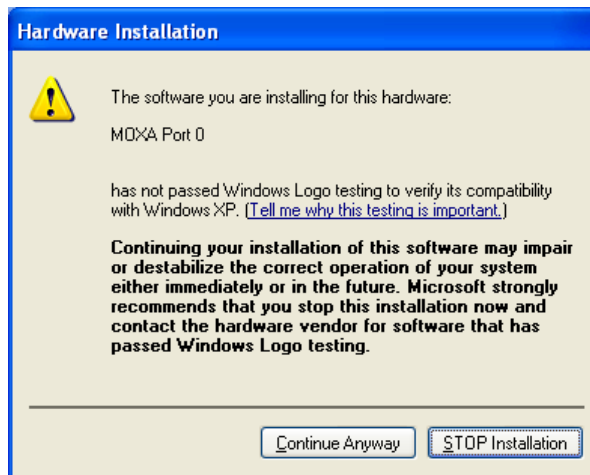 Hardware Installation
The software you are installing for this hardware:
MOXA Port 0
has not passed Windows Logo testing to verify its compatibility
with Windows XP. (Tell me why this testing is important.)
Continuing your installation of this software may impair
or destabilize the correct operation of your system
either immediately or in the future. Microsoft strongly
recommends that you stop this installation now and
contact the hardware vendor for software that has
passed Windows Logo testing.
Continue Anyway
STOP Installation